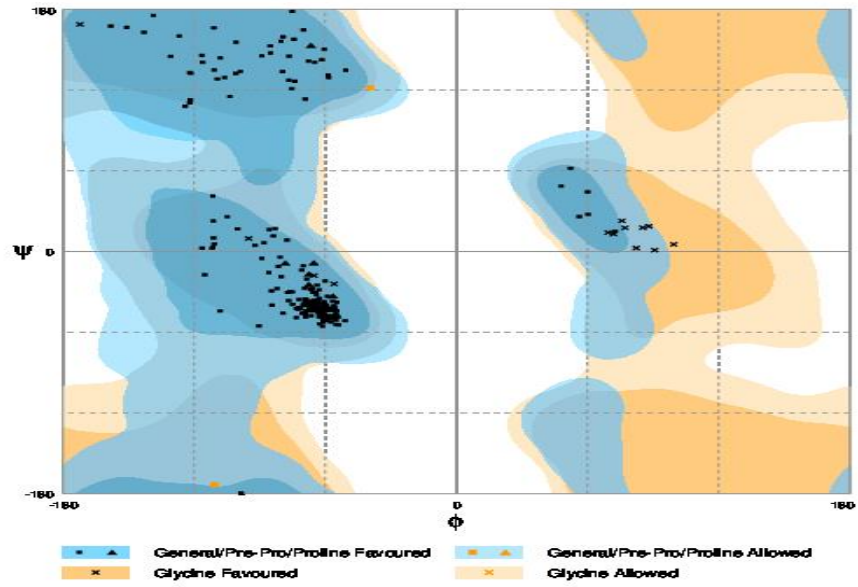 180
Ψ
0
-180
-180 0 180
Φ
General/Pre-Pro/Proline Favoured General/Pre-Pro/Proline Allowed
Glycine Favoured Glycine Allowed